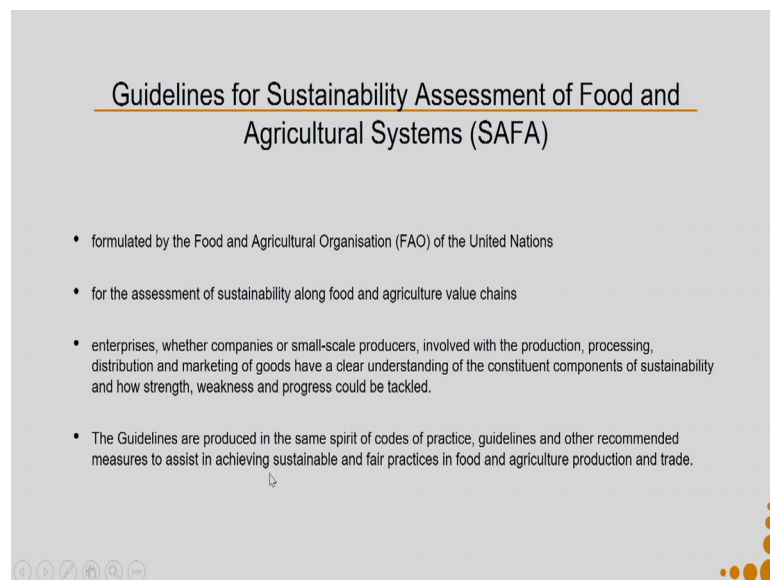 Guidelines for Sustainability Assessment of Food and
Agricultural Systems (SAFA)
• formulated by the Food and Agricultural Organisation (FAO) of the United Nations
• for the assessment of sustainability along food and agriculture value chains
• enterprises, whether companies or small-scale producers, involved with the production, processing,
distribution and marketing of goods have a clear understanding of the constituent components of sustainability
and how strength, weakness and progress could be tackled.
• The Guidelines are produced in the same spirit of codes of practice, guidelines and other recommended
measures to assist in achieving sustainable and fair practices in food and agriculture production and trade.